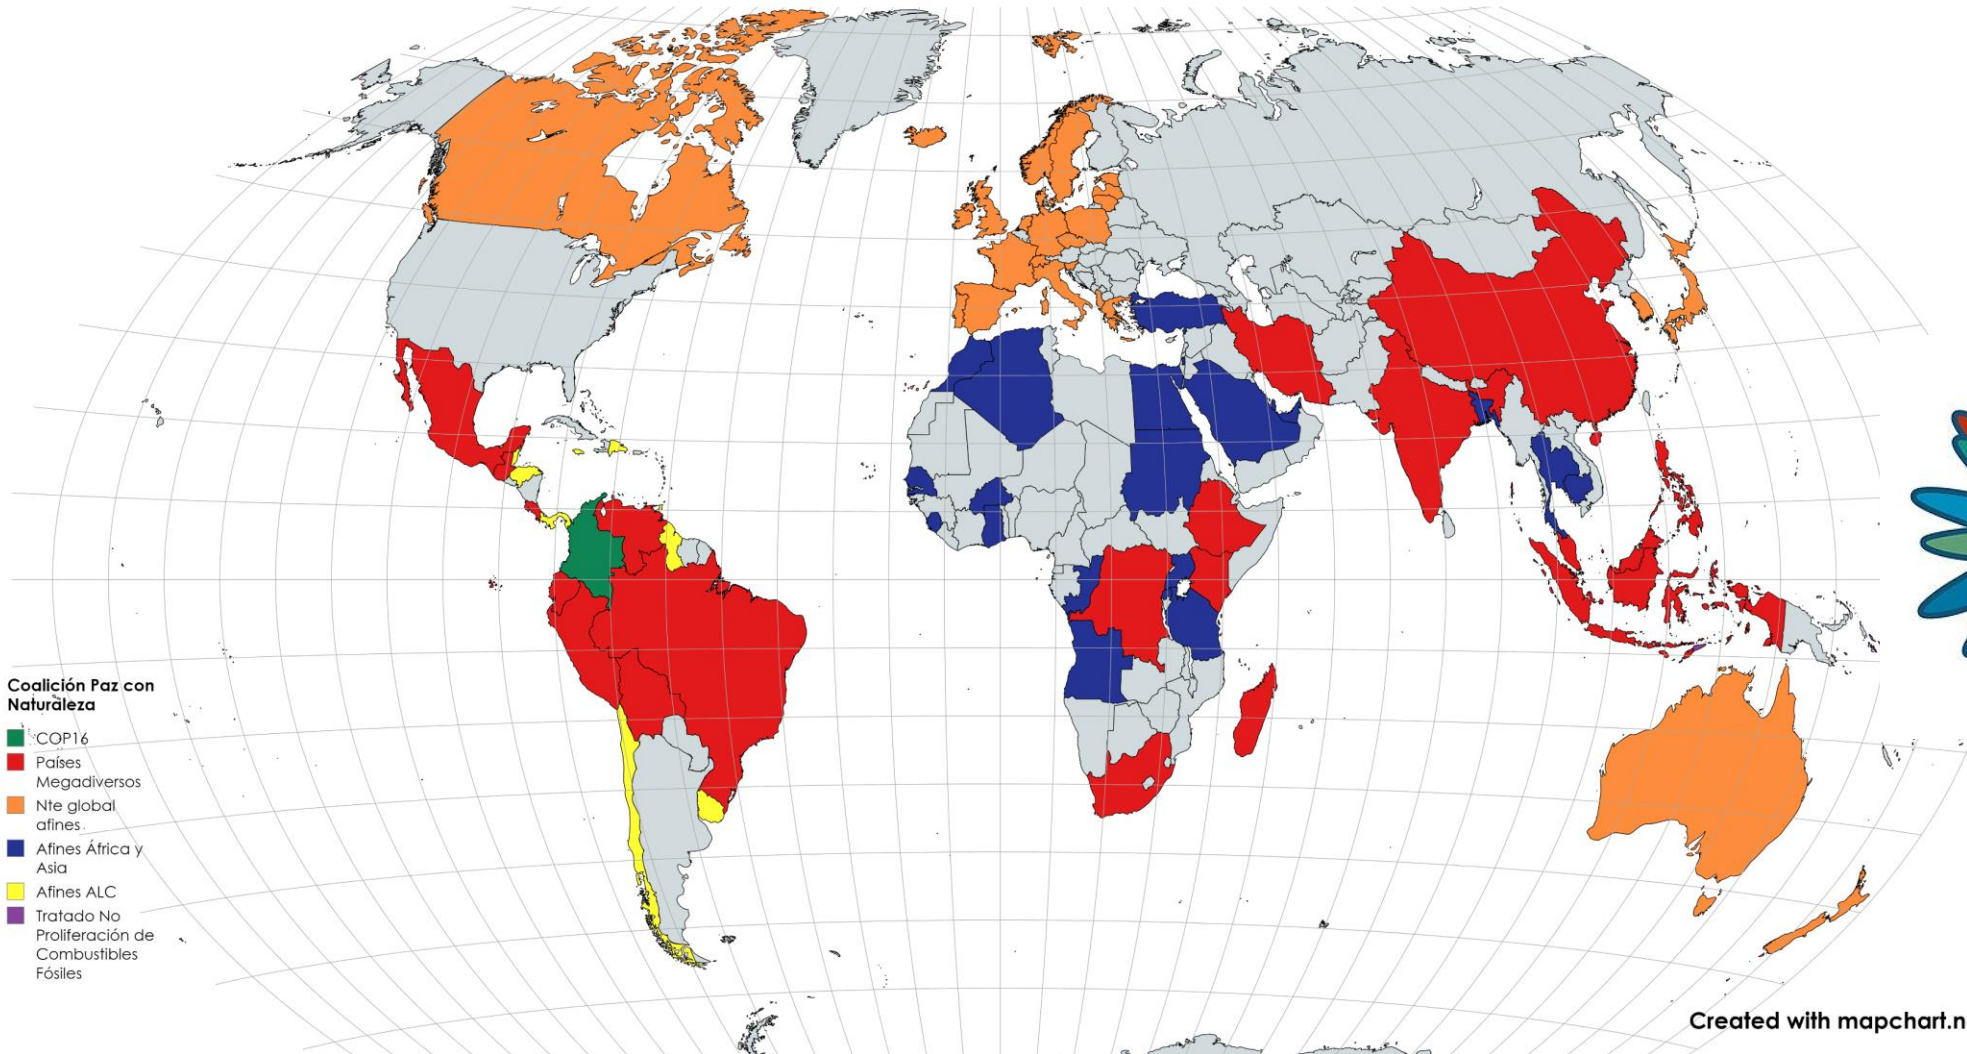 Coalición Paz con
Naturaleza
COP16
Países
Megadiversos
Nte global
afines
Afines África y
Asia
Afines ALC
Tratado No
Proliferación de
Combustibles
Fósiles
Created with mapchart.n